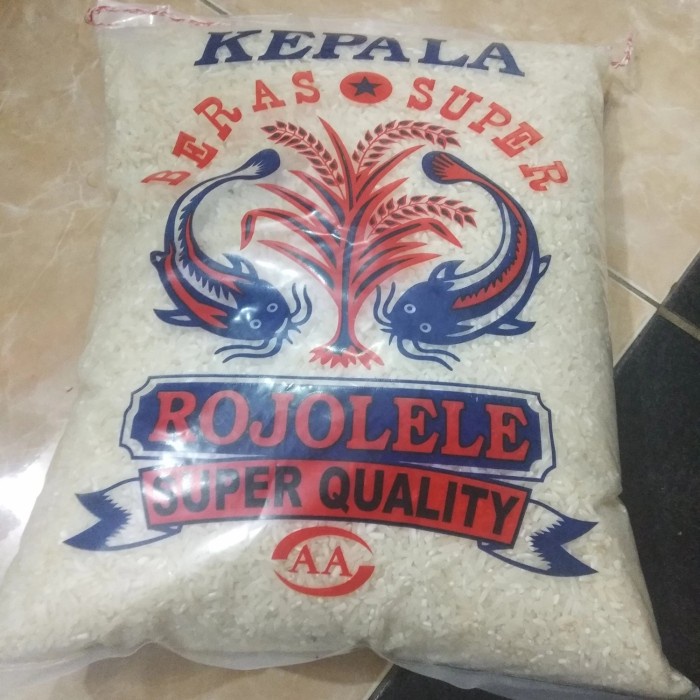 KEPALA
BERAS SUPER
ROJOLELE
SUPER QUALITY
AA